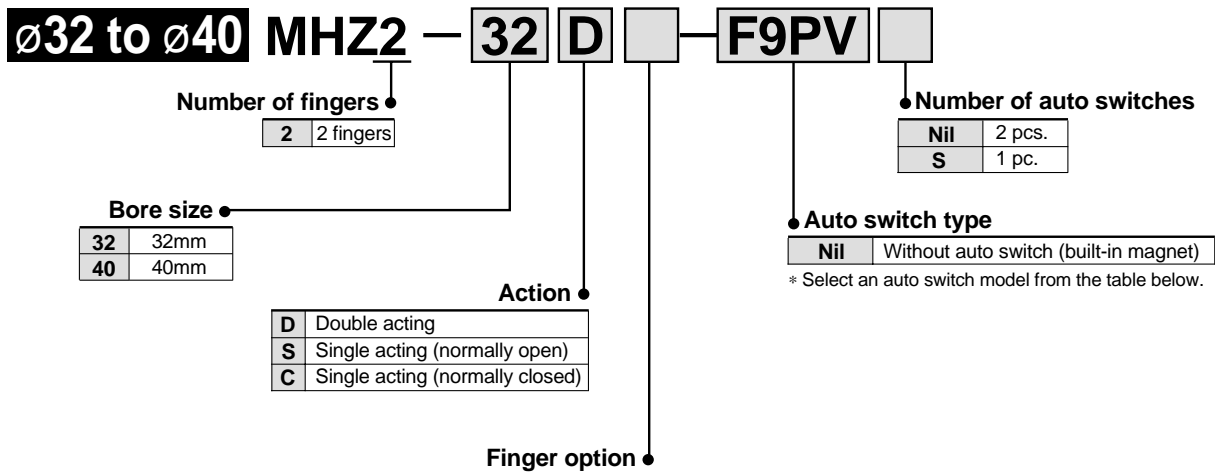 ø32 to ø40 MHZ2 — 32 D — F9PV
Number of fingers
2 2 fingers
Number of auto switches
Nil 2 pcs.
S 1 pc.
Bore size
32 32mm
40 40mm
Auto switch type
Nil Without auto switch (built-in magnet)
∗ Select an auto switch model from the table below.
Action
D Double acting
S Single acting (normally open)
C Single acting (normally closed)
Finger option